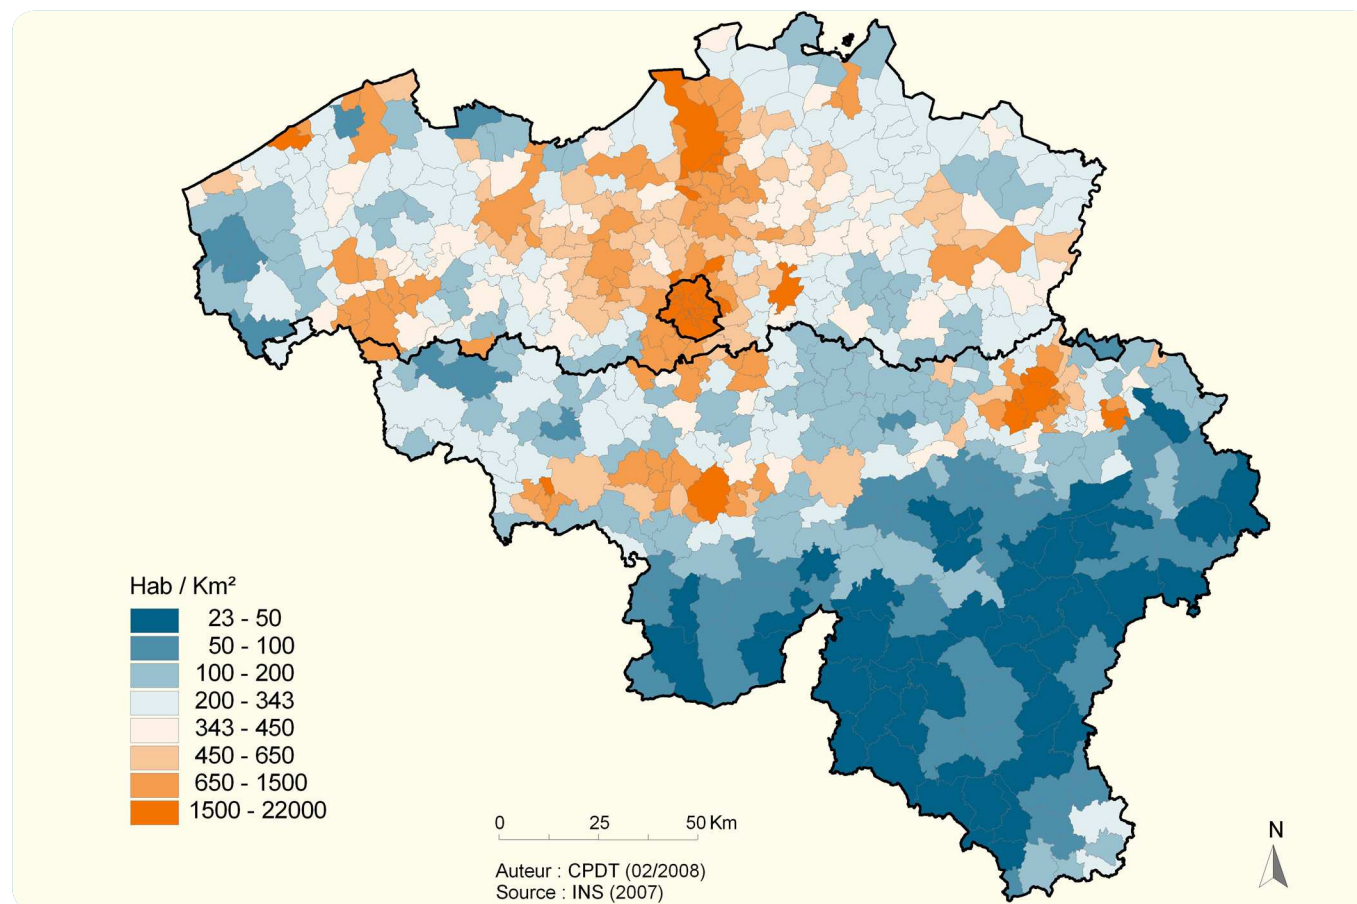 Hab / Km²
23 - 50
50 - 100
100 - 200
200 - 343
343 - 450
450 - 650
650 - 1500
1500 - 22000
0 25 50 Km
Auteur : CPDT (02/2008)
Source : INS (2007)
N